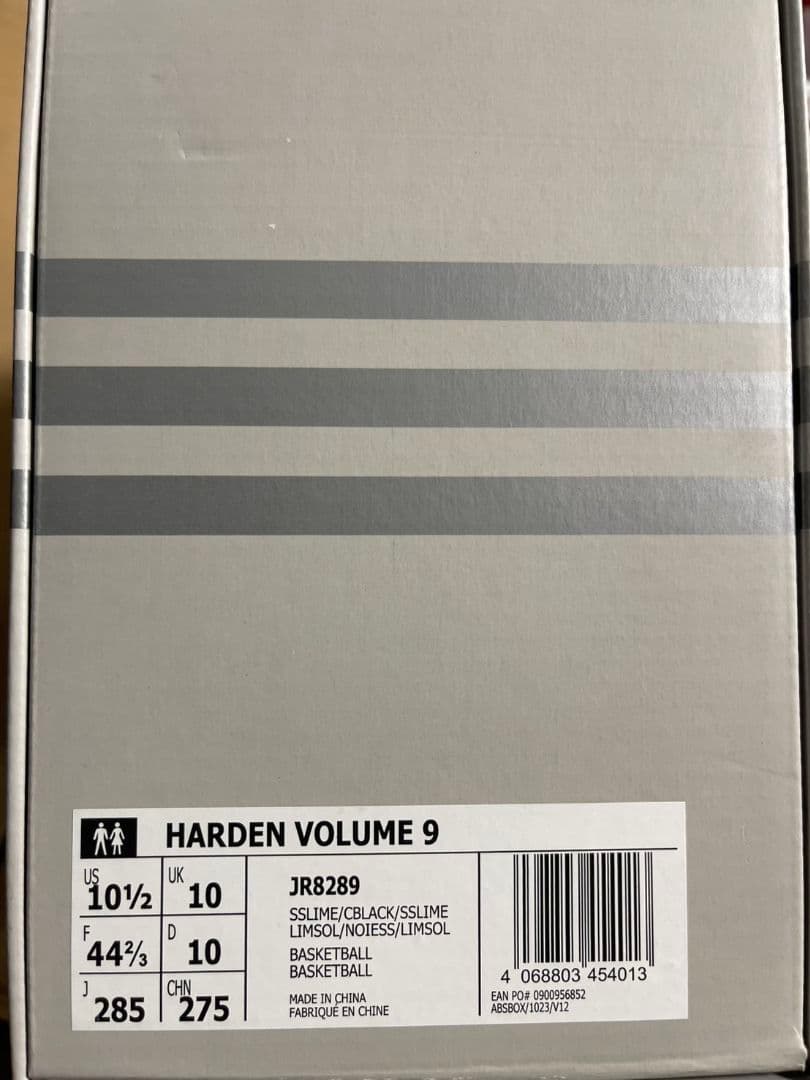 HARDEN VOLUME 9
US 10½ UK 10
F 44⅔ D 10
J 285 CHN 275
JR8289
SSLIME/CBLACK/SSLIME
LIMSOL/NOIESS/LIMSOL
BASKETBALL
BASKETBALL
MADE IN CHINA
FABRIQUÉ EN CHINE
4 068803 454013
EAN PO# 0900956852
ABSBOX/1023/V12